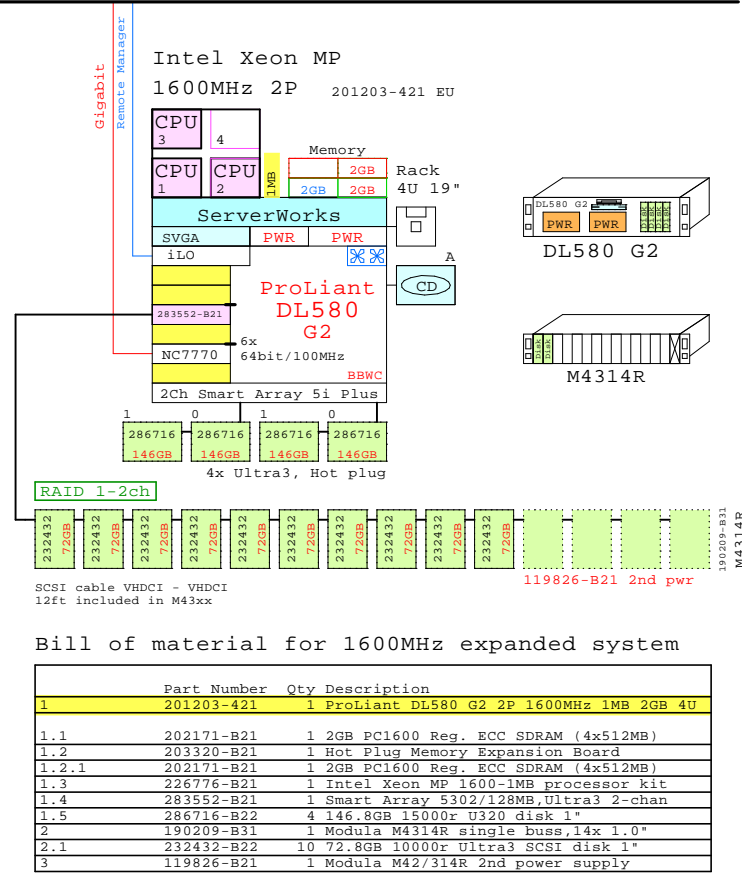 Gigabit
Remote Manager
Intel Xeon MP
1600MHz 2P 201203-421 EU
CPU
3
4
CPU
1
CPU
2
1MB
Memory
2GB
2GB 2GB
Rack
4U 19"
ServerWorks
SVGA PWR PWR
iLO
A
CD
ProLiant
DL580
G2
283552-B21
6x
64bit/100MHz
NC7770
BBWC
2Ch Smart Array 5i Plus
1 0 1 0
286716 286716 286716 286716
146GB 146GB 146GB 146GB
4x Ultra3, Hot plug
DL580 G2
PWR PWR
Disk Disk Disk Disk
DL580 G2
Disk Disk
M4314R
RAID 1-2ch
232432 72GB 232432 72GB 232432 72GB 232432 72GB 232432 72GB 232432 72GB 232432 72GB 232432 72GB 232432 72GB 232432 72GB
190209-B31
M4314R
119826-B21 2nd pwr
SCSI cable VHDCI - VHDCI
12ft included in M43xx
Bill of material for 1600MHz expanded system
Part Number Qty Description
1 201203-421 1 ProLiant DL580 G2 2P 1600MHz 1MB 2GB 4U
1.1 202171-B21 1 2GB PC1600 Reg. ECC SDRAM (4x512MB)
1.2 203320-B21 1 Hot Plug Memory Expansion Board
1.2.1 202171-B21 1 2GB PC1600 Reg. ECC SDRAM (4x512MB)
1.3 226776-B21 1 Intel Xeon MP 1600-1MB processor kit
1.4 283552-B21 1 Smart Array 5302/128MB,Ultra3 2-chan
1.5 286716-B22 4 146.8GB 15000r U320 disk 1"
2 190209-B31 1 Modula M4314R single buss,14x 1.0"
2.1 232432-B22 10 72.8GB 10000r Ultra3 SCSI disk 1"
3 119826-B21 1 Modula M42/314R 2nd power supply